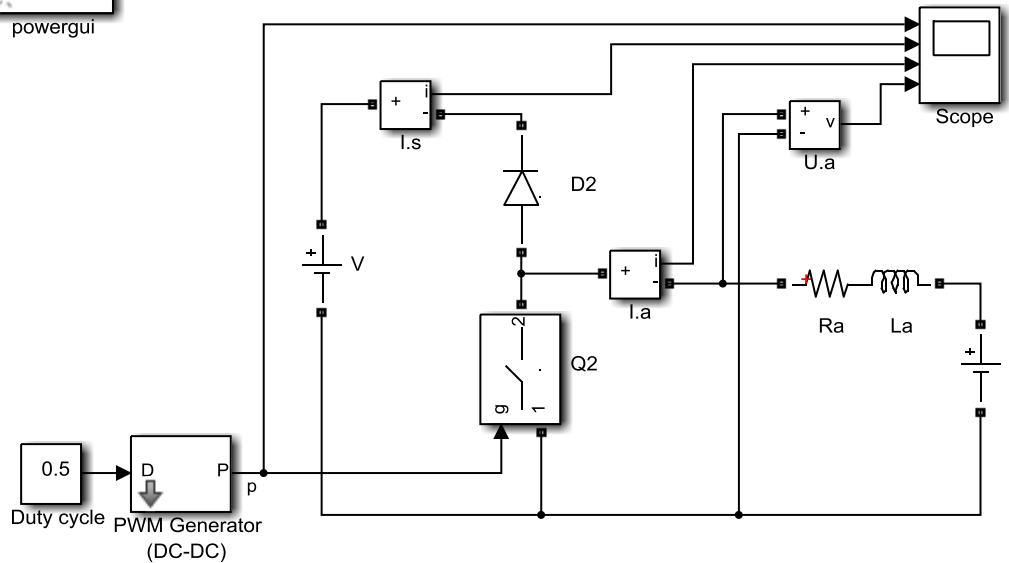 powergui
+
i
-
I.s
Scope
+
-
v
U.a
D2
+
V
+
i
-
I.a
+
Ra
La
+
2
g
1
Q2
0.5
Duty cycle
D
P
PWM Generator
(DC-DC)
p